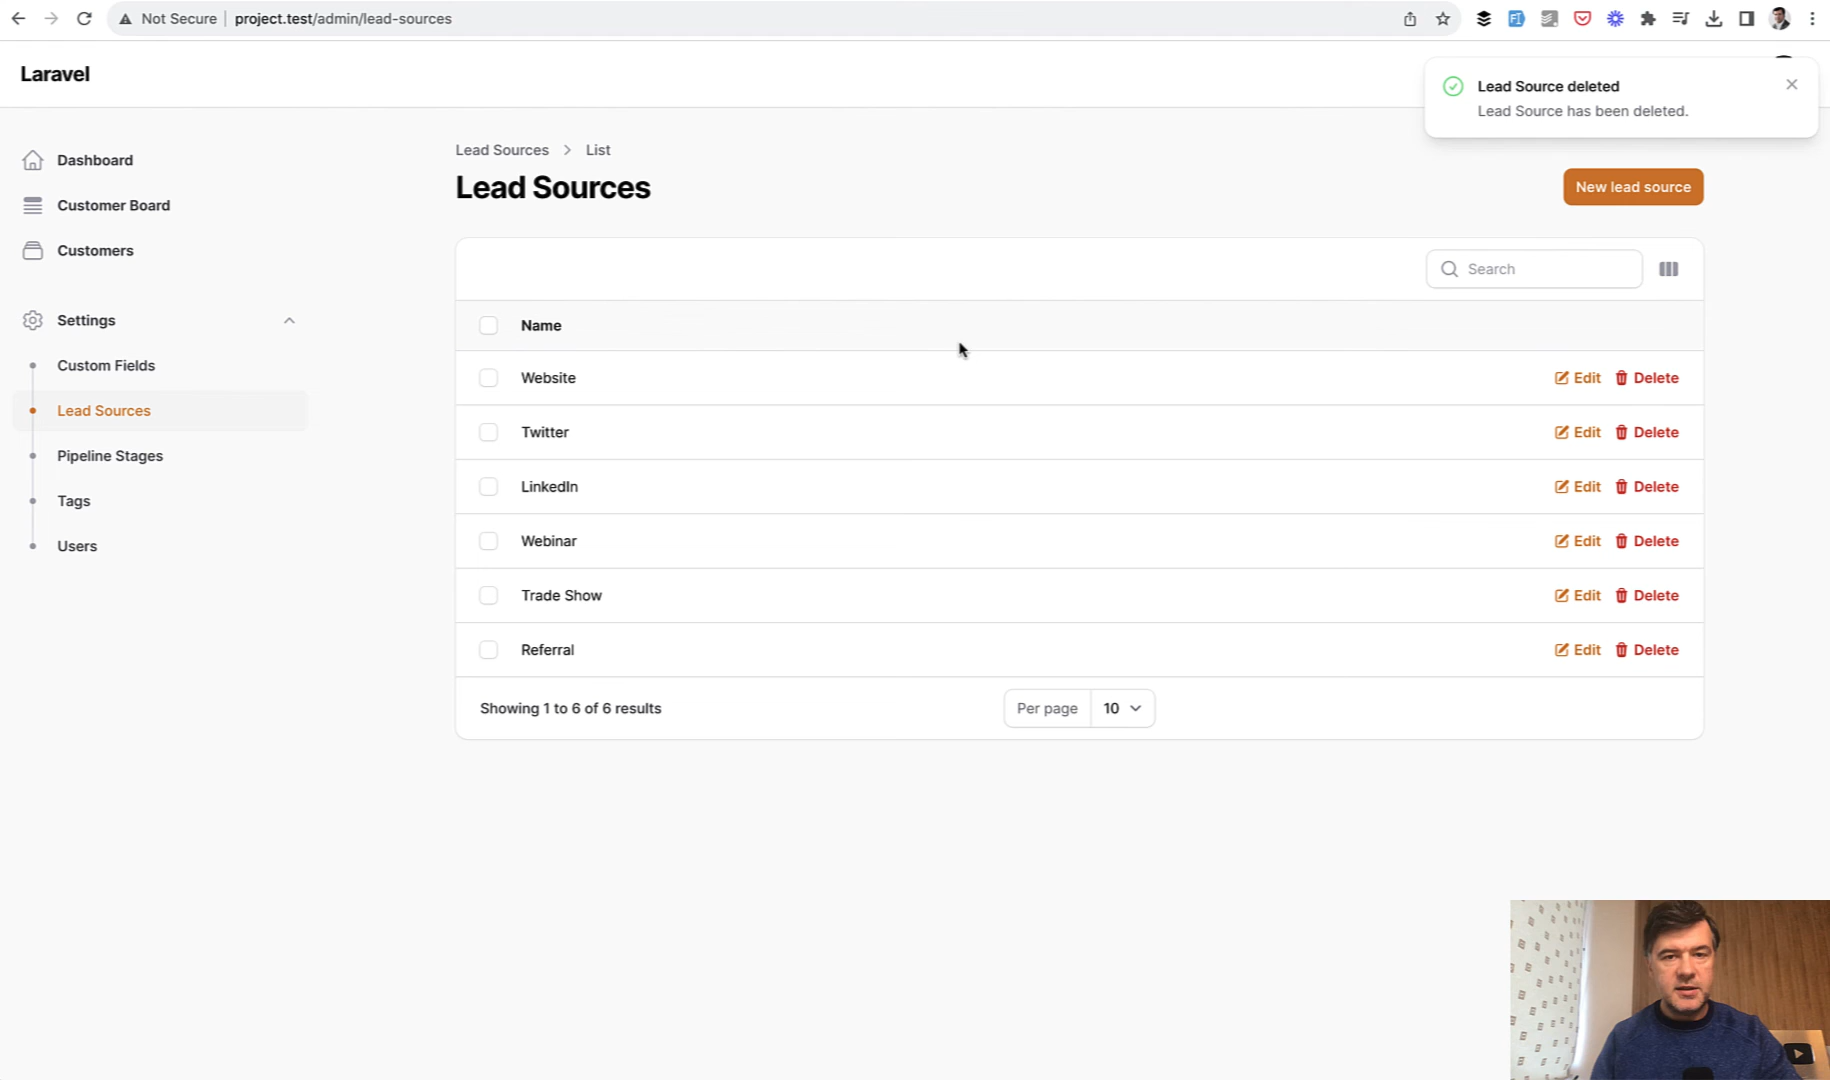 Not Secure project.test/admin/lead-sources
Laravel
Lead Source deleted
Lead Source has been deleted.
Dashboard
Customer Board
Customers
Settings
Custom Fields
Lead Sources
Pipeline Stages
Tags
Users
Lead Sources > List
Lead Sources
New lead source
Search
Name
Website Edit Delete
Twitter Edit Delete
LinkedIn Edit Delete
Webinar Edit Delete
Trade Show Edit Delete
Referral Edit Delete
Showing 1 to 6 of 6 results
Per page 10